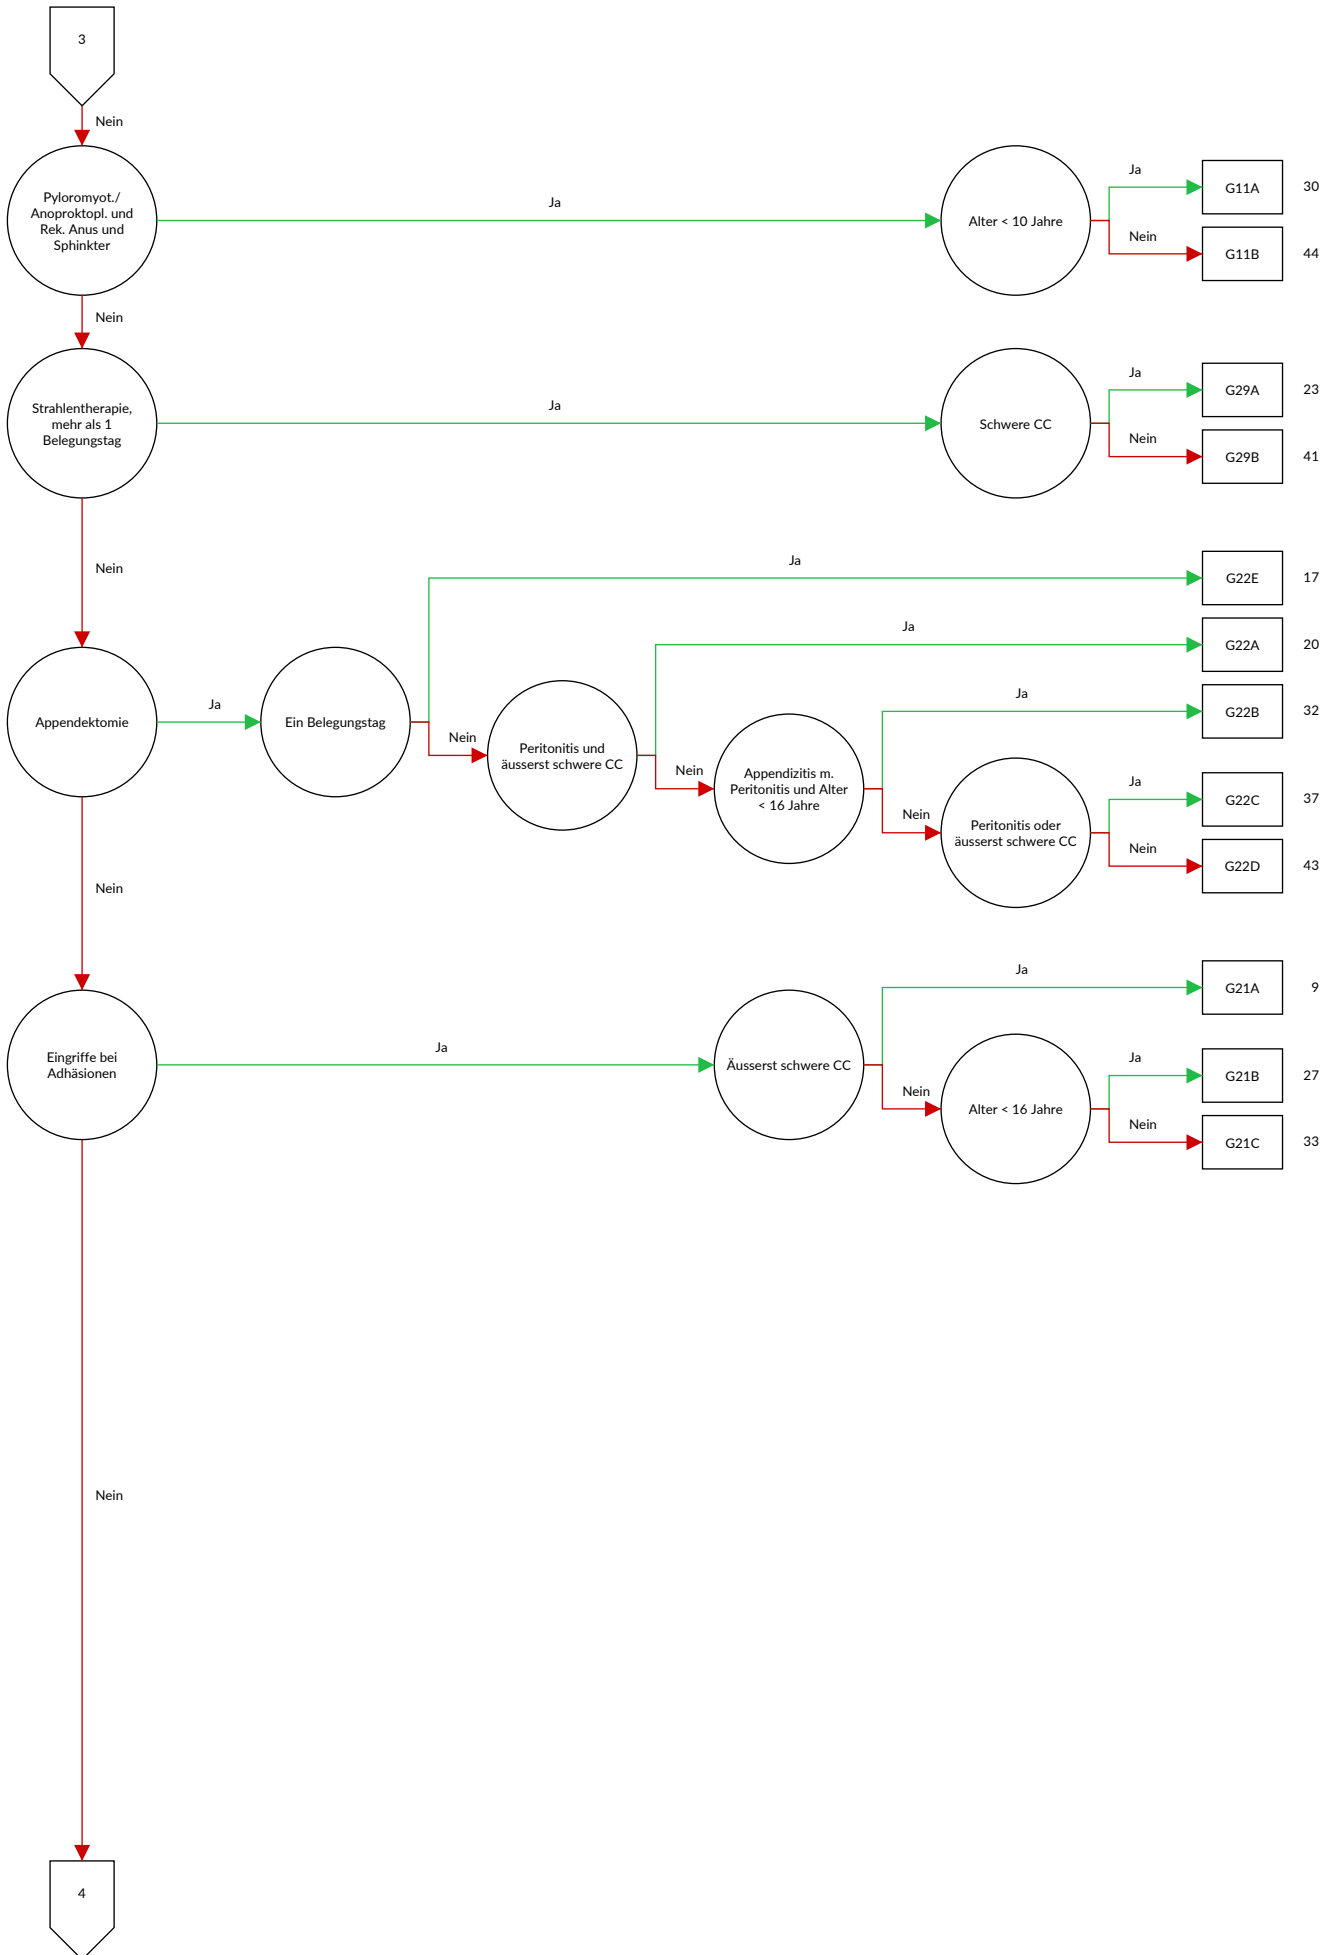 3
Nein
Pyloromyot./
Anoproktopl. und
Rek. Anus und
Sphinkter
Ja
Alter < 10 Jahre
Ja
G11A
30
Nein
G11B
44
Nein
Strahlentherapie,
mehr als 1
Belegungstag
Ja
Schwere CC
Ja
G29A
23
Nein
G29B
41
Nein
Appendektomie
Ja
Ein Belegungstag
Ja
G22E
17
Nein
Peritonitis und
äusserst schwere CC
Ja
G22A
20
Nein
Appendizitis m.
Peritonitis und Alter
< 16 Jahre
Ja
G22B
32
Nein
Peritonitis oder
äusserst schwere CC
Ja
G22C
37
Nein
G22D
43
Nein
Eingriffe bei
Adhäsionen
Ja
Äusserst schwere CC
Ja
G21A
9
Nein
Alter < 16 Jahre
Ja
G21B
27
Nein
G21C
33
Nein
4